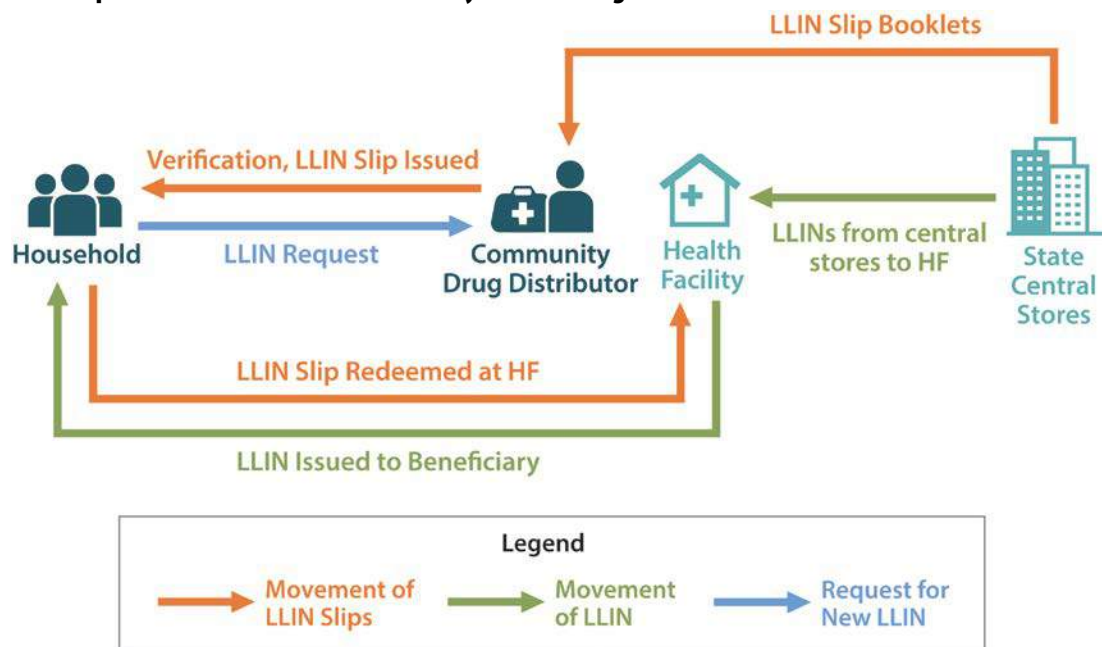 LLIN Slip Booklets
Verification, LLIN Slip Issued
Household
LLIN Request
Community
Drug Distributor
Health
Facility
LLINs from central
stores to HF
State
Central
Stores
LLIN Slip Redeemed at HF
LLIN Issued to Beneficiary
Legend
Movement of
LLIN Slips
Movement
of LLIN
Request for
New LLIN